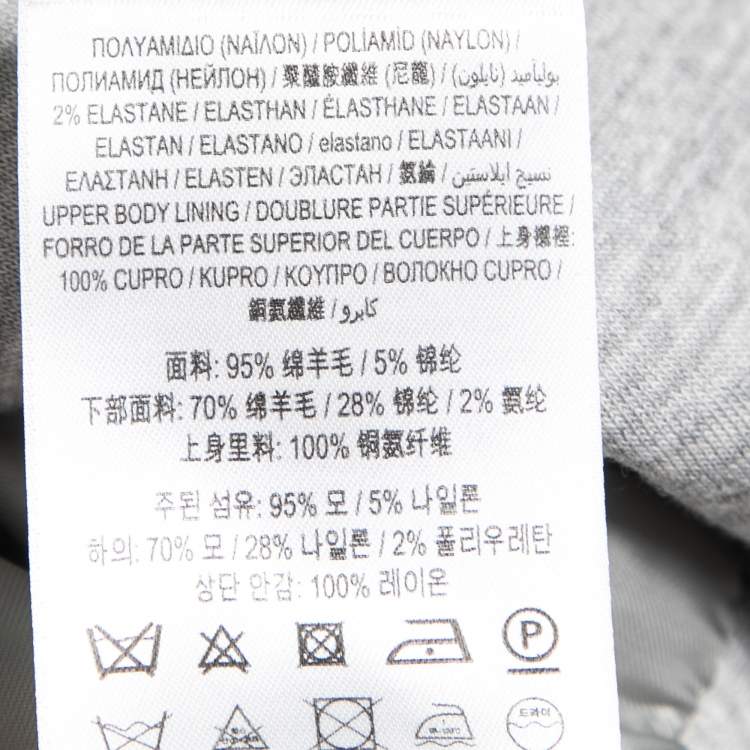 ΠΟΛΥΑΜΙΔΙΟ (ΝΑΪΛΟΝ) / POLİAMİD (NAYLON) /
ПОЛИАМИД (НЕЙЛОН) / 聚醯胺纖維 (尼龍) / بولیأميد (نايلون)
2% ELASTANE / ELASTHAN / ÉLASTHANE / ELASTAAN /
ELASTAN / ELASTANO / elastano / ELASTAANI /
ΕΛΑΣΤΑΝΗ / ELASTEN / ЭЛАСТАН / 氨綸 / نسيج ايلاستين
UPPER BODY LINING / DOUBLURE PARTIE SUPÉRIEURE /
FORRO DE LA PARTE SUPERIOR DEL CUERPO / 上身襯裡:
100% CUPRO / KUPRO / ΚΟΥΠΡΟ / ВОЛОКНО CUPRO /
銅氨纖維 / كابرو
面料: 95% 绵羊毛 / 5% 锦纶
下部面料: 70% 绵羊毛 / 28% 锦纶 / 2% 氨纶
上身里料: 100% 铜氨纤维
주된 섬유: 95% 모 / 5% 나일론
하의: 70% 모 / 28% 나일론 / 2% 폴리우레탄
상단 안감: 100% 레이온
P
드라이